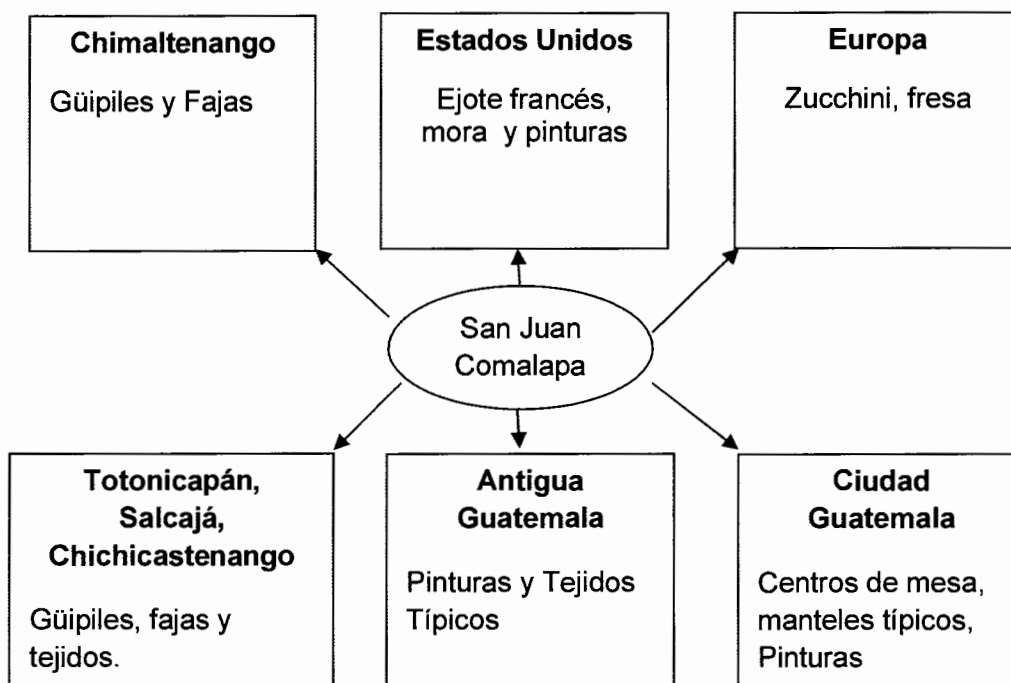 Chimaltenango
Güipiles y Fajas
Estados Unidos
Ejote francés,
mora y pinturas
Europa
Zucchini, fresa
San Juan
Comalapa
Totonicapán,
Salcajá,
Chichicastenango
Güipiles, fajas y
tejidos.
Antigua
Guatemala
Pinturas y Tejidos
Típicos
Ciudad
Guatemala
Centros de mesa,
manteles típicos,
Pinturas